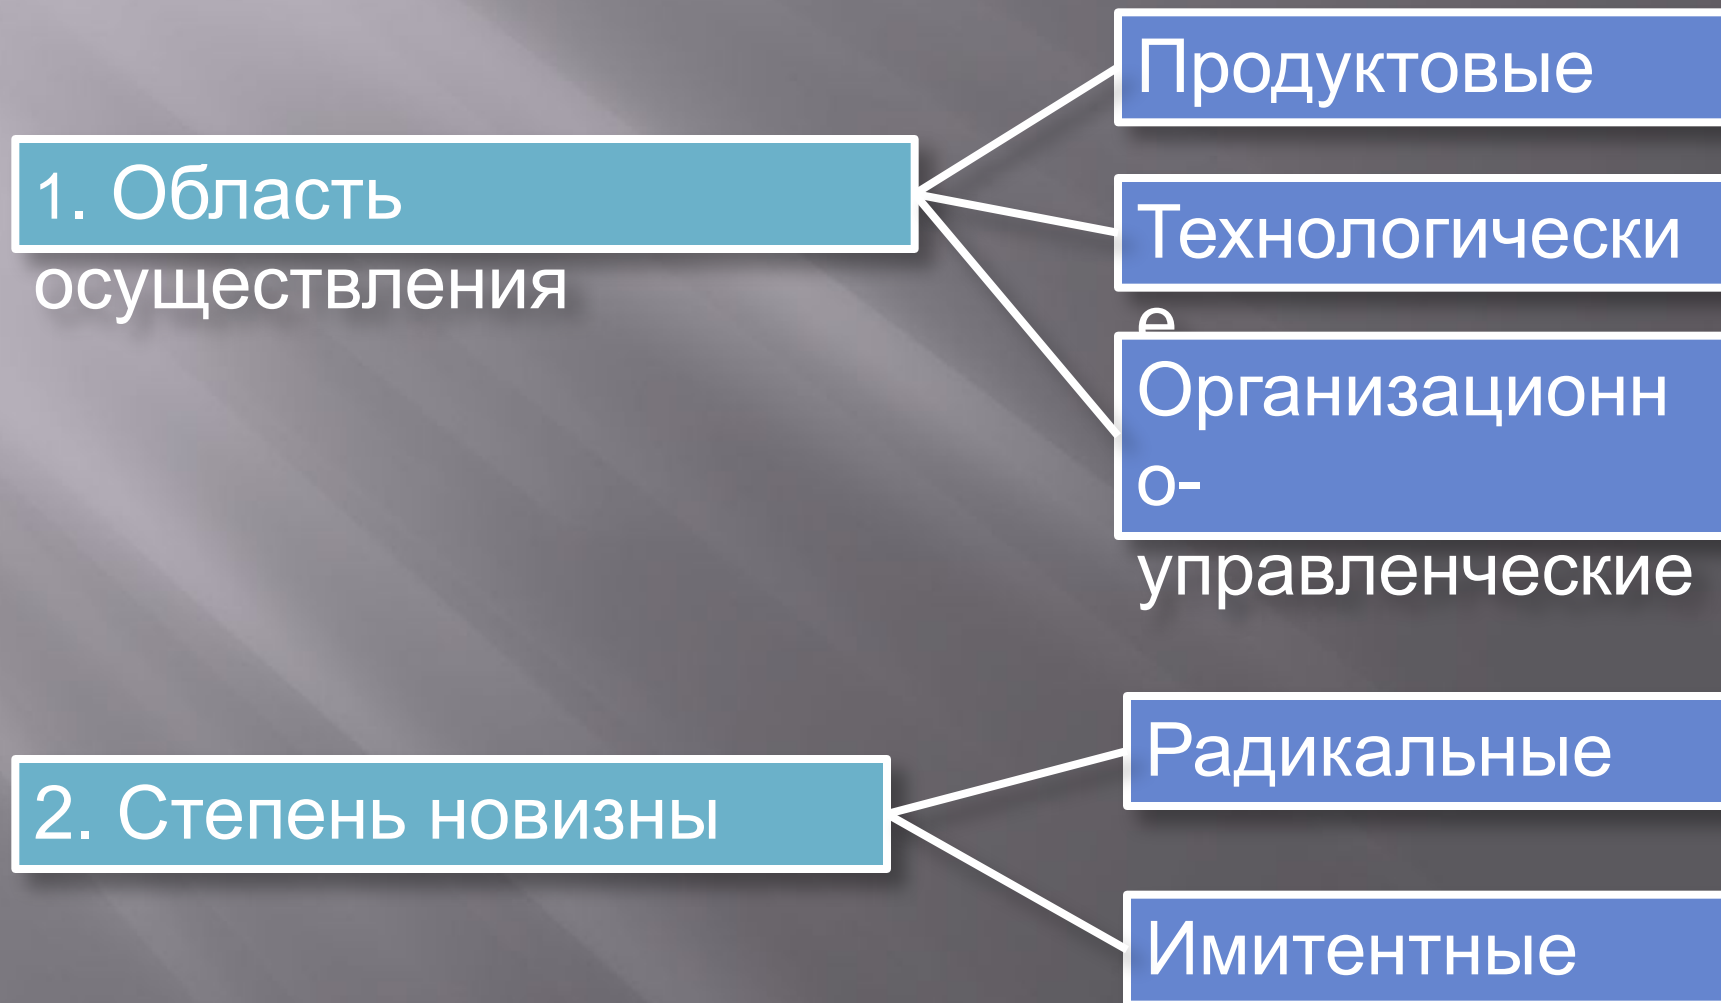 1. Область
осуществления
Продуктовые
Технологически
е
Организационн
о-
управленческие
2. Степень новизны
Радикальные
Имитентные